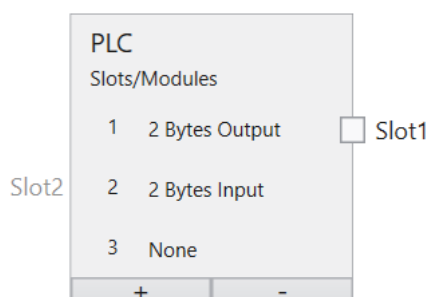 PLC
Slots/Modules
1 2 Bytes Output Slot1
Slot2 2 2 Bytes Input
3 None
+ -